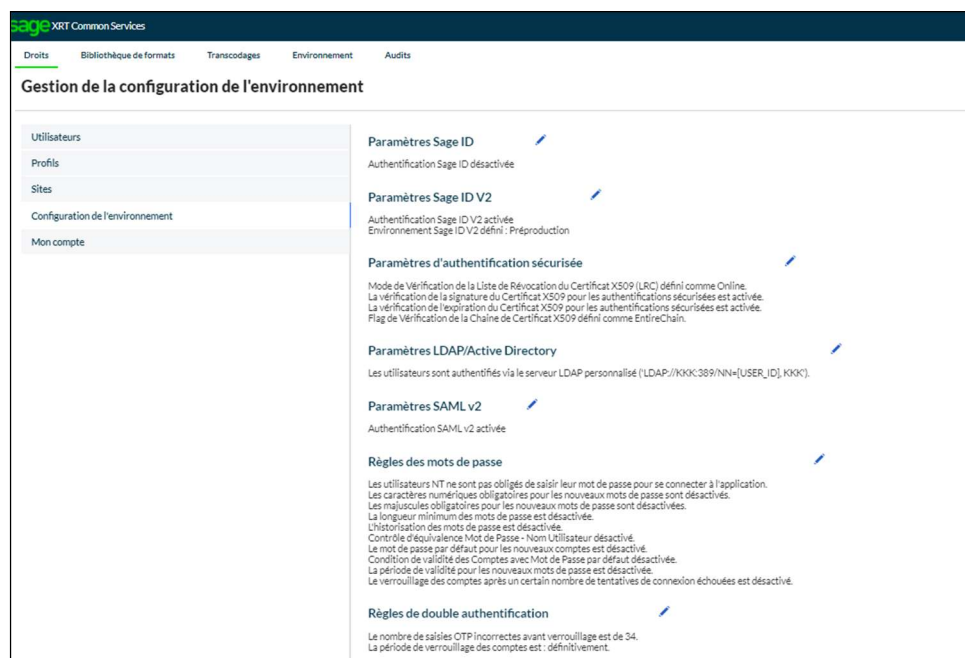 sage XRT Common Services
Droits Bibliothèque de formats Transcodages Environnement Audits
Gestion de la configuration de l'environnement
Utilisateurs
Profils
Sites
Configuration de l'environnement
Mon compte
Paramètres Sage ID
Authentification Sage ID désactivée
Paramètres Sage ID V2
Authentification Sage ID V2 activée
Environnement Sage ID V2 défini : Préproduction
Paramètres d'authentification sécurisée
Mode de Vérification de la Liste de Révocation du Certificat X509 (LRC) défini comme Online.
La vérification de la signature du Certificat X509 pour les authentifications sécurisées est activée.
La vérification de l'expiration du Certificat X509 pour les authentifications sécurisées est activée.
Flag de Vérification de la Chaine de Certificat X509 défini comme EntireChain.
Paramètres LDAP/Active Directory
Les utilisateurs sont authentifiés via le serveur LDAP personnalisé ('LDAP://KKK:389/NN=[USER_ID], KKK').
Paramètres SAML v2
Authentification SAML v2 activée
Règles des mots de passe
Les utilisateurs NT ne sont pas obligés de saisir leur mot de passe pour se connecter à l'application.
Les caractères numériques obligatoires pour les nouveaux mots de passe sont désactivés.
Les majuscules obligatoires pour les nouveaux mots de passe sont désactivées.
La longueur minimum des mots de passe est désactivée.
L'historisation des mots de passe est désactivée.
Contrôle d'équivalence Mot de Passe - Nom Utilisateur désactivé.
Le mot de passe par défaut pour les nouveaux comptes est désactivé.
Condition de validité des Comptes avec Mot de Passe par défaut désactivée.
La période de validité pour les nouveaux mots de passe est désactivée.
Le verrouillage des comptes après un certain nombre de tentatives de connexion échouées est désactivé.
Règles de double authentification
Le nombre de saisies OTP incorrectes avant verrouillage est de 34.
La période de verrouillage des comptes est : définitivement.